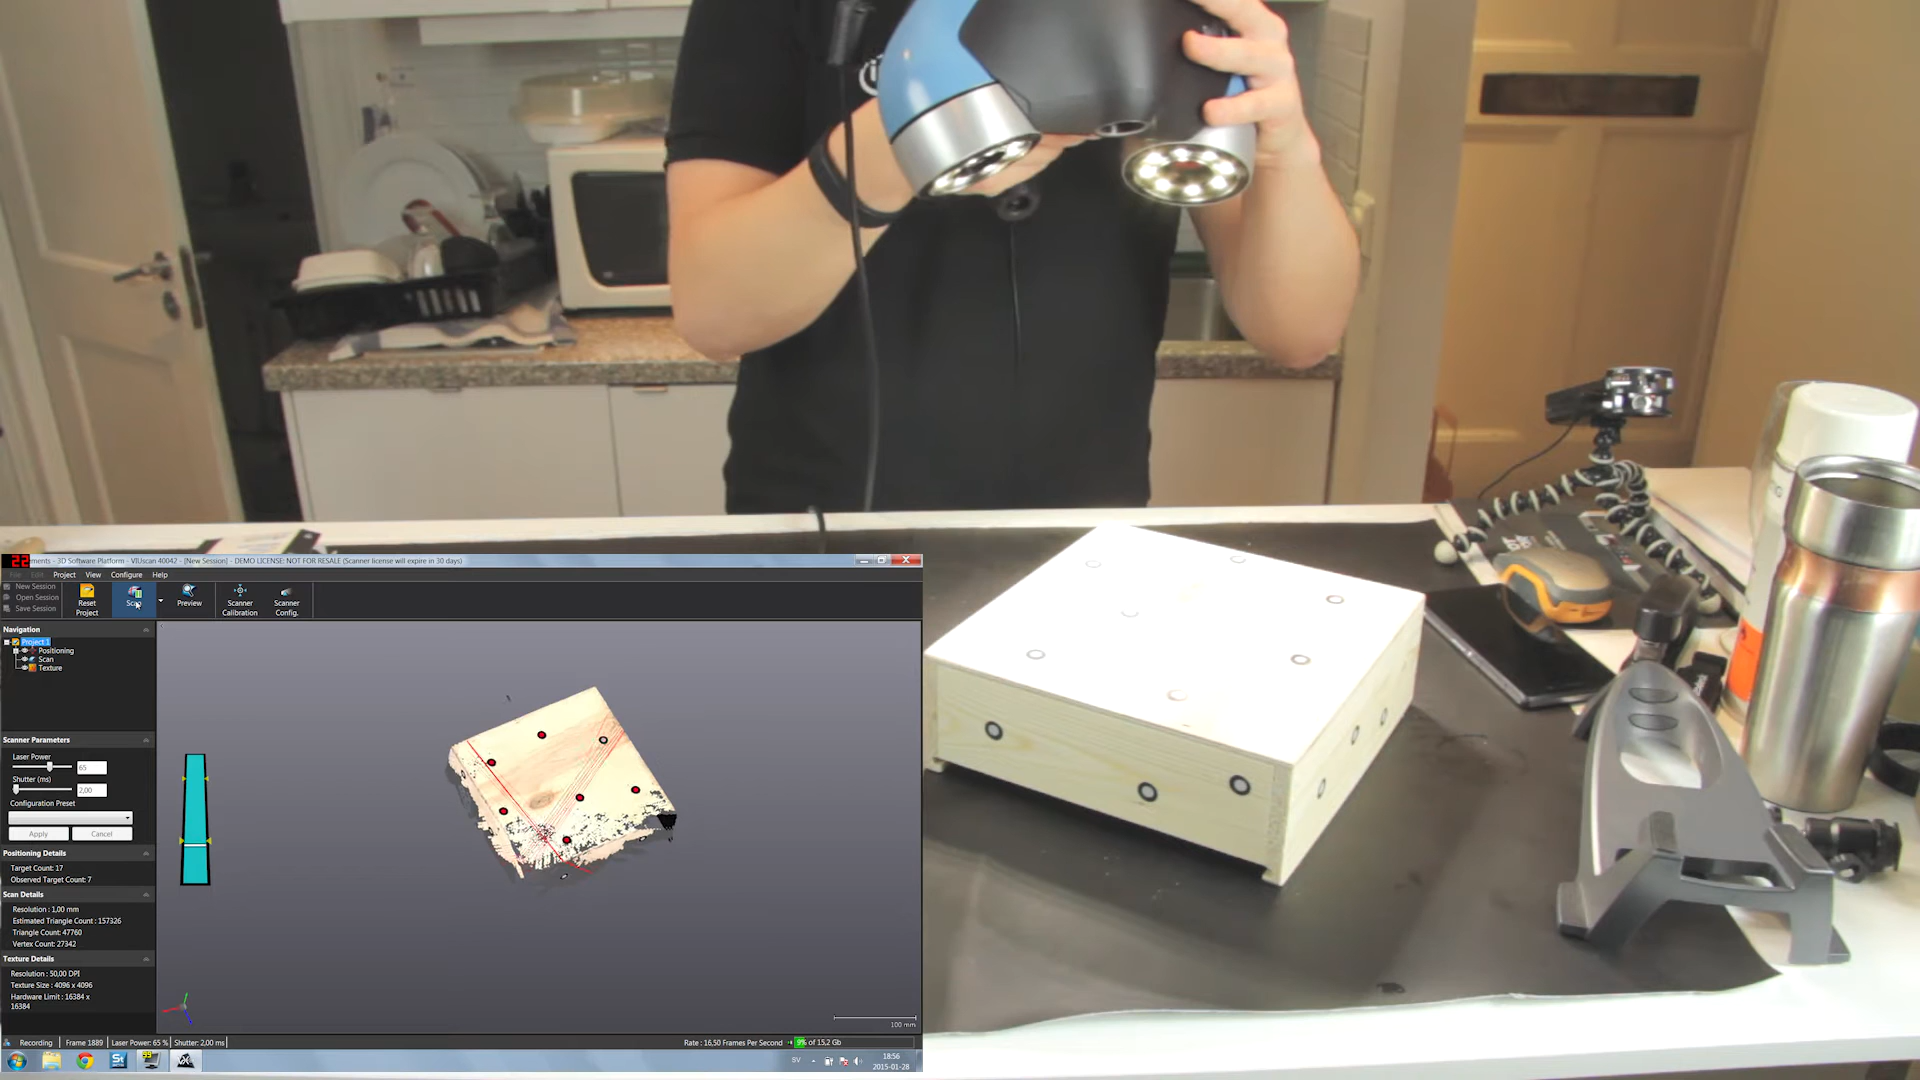 22
ements - 3D Software Platform - VIUscan 40042 - [New Session] - DEMO LICENSE: NOT FOR RESALE (Scanner license will expire in 30 days)
Project View Configure Help
New Session
Open Session
Save Session
Reset Project
Scan
Preview
Scanner Calibration
Scanner Config.
Navigation
Project 1
Positioning
Scan
Texture
Scanner Parameters
Laser Power
65
Shutter (ms)
2,00
Configuration Preset
Apply Cancel
Positioning Details
Target Count: 17
Observed Target Count: 7
Scan Details
Resolution : 1,00 mm
Estimated Triangle Count : 157326
Triangle Count: 47760
Vertex Count: 27342
Texture Details
Resolution : 50,00 DPI
Texture Size : 4096 x 4096
Hardware Limit : 16384 x
16384
100 mm
Recording Frame 1889 Laser Power: 65 % Shutter: 2,00 ms Rate : 16,50 Frames Per Second 9% of 15,2 Gb
St
SV
18:56
2015-01-28